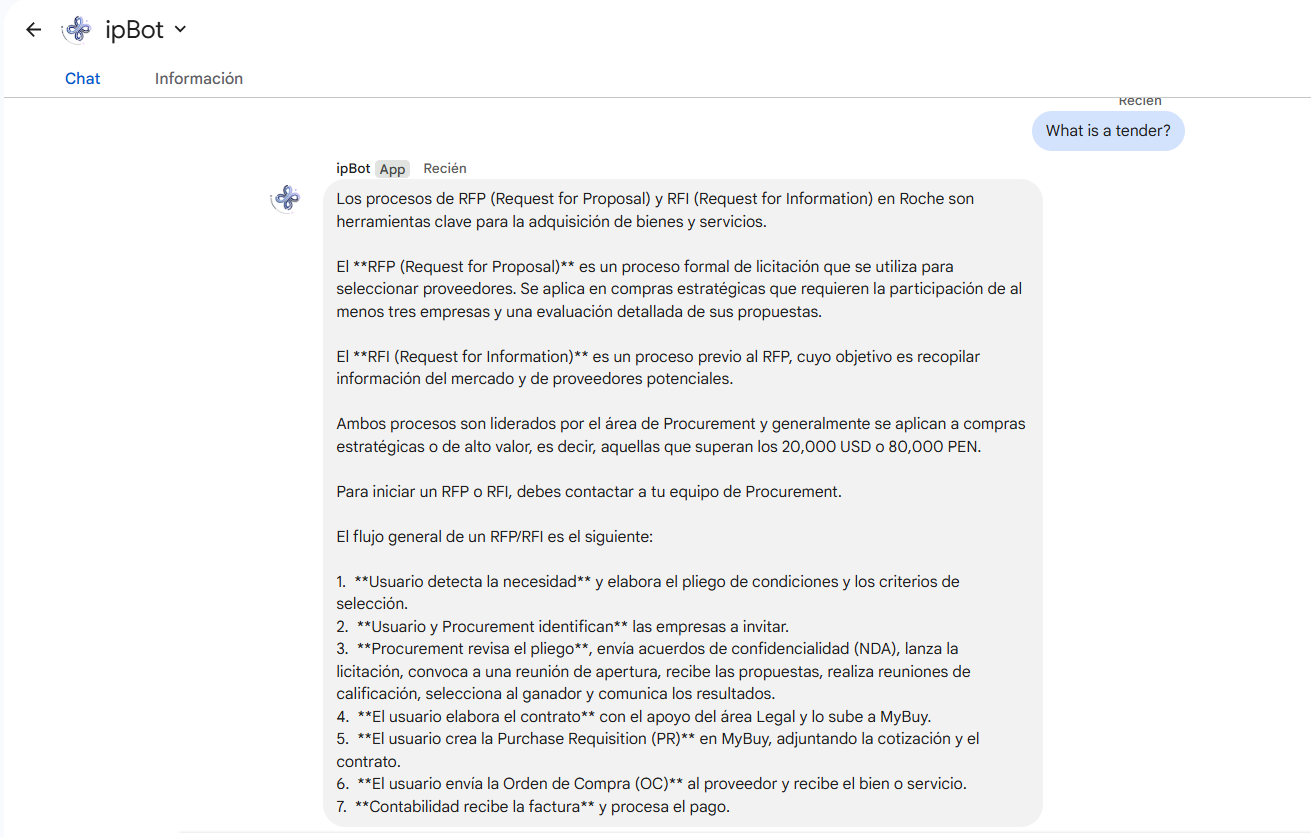 ipBot
Chat
Información
Recién
What is a tender?
ipBot App Recién
Los procesos de RFP (Request for Proposal) y RFI (Request for Information) en Roche son
herramientas clave para la adquisición de bienes y servicios.
El **RFP (Request for Proposal)** es un proceso formal de licitación que se utiliza para
seleccionar proveedores. Se aplica en compras estratégicas que requieren la participación de al
menos tres empresas y una evaluación detallada de sus propuestas.
El **RFI (Request for Information)** es un proceso previo al RFP, cuyo objetivo es recopilar
información del mercado y de proveedores potenciales.
Ambos procesos son liderados por el área de Procurement y generalmente se aplican a compras
estratégicas o de alto valor, es decir, aquellas que superan los 20,000 USD o 80,000 PEN.
Para iniciar un RFP o RFI, debes contactar a tu equipo de Procurement.
El flujo general de un RFP/RFI es el siguiente:
1. **Usuario detecta la necesidad** y elabora el pliego de condiciones y los criterios de
selección.
2. **Usuario y Procurement identifican** las empresas a invitar.
3. **Procurement revisa el pliego**, envía acuerdos de confidencialidad (NDA), lanza la
licitación, convoca a una reunión de apertura, recibe las propuestas, realiza reuniones de
calificación, selecciona al ganador y comunica los resultados.
4. **El usuario elabora el contrato** con el apoyo del área Legal y lo sube a MyBuy.
5. **El usuario crea la Purchase Requisition (PR)** en MyBuy, adjuntando la cotización y el
contrato.
6. **El usuario envía la Orden de Compra (OC)** al proveedor y recibe el bien o servicio.
7. **Contabilidad recibe la factura** y procesa el pago.